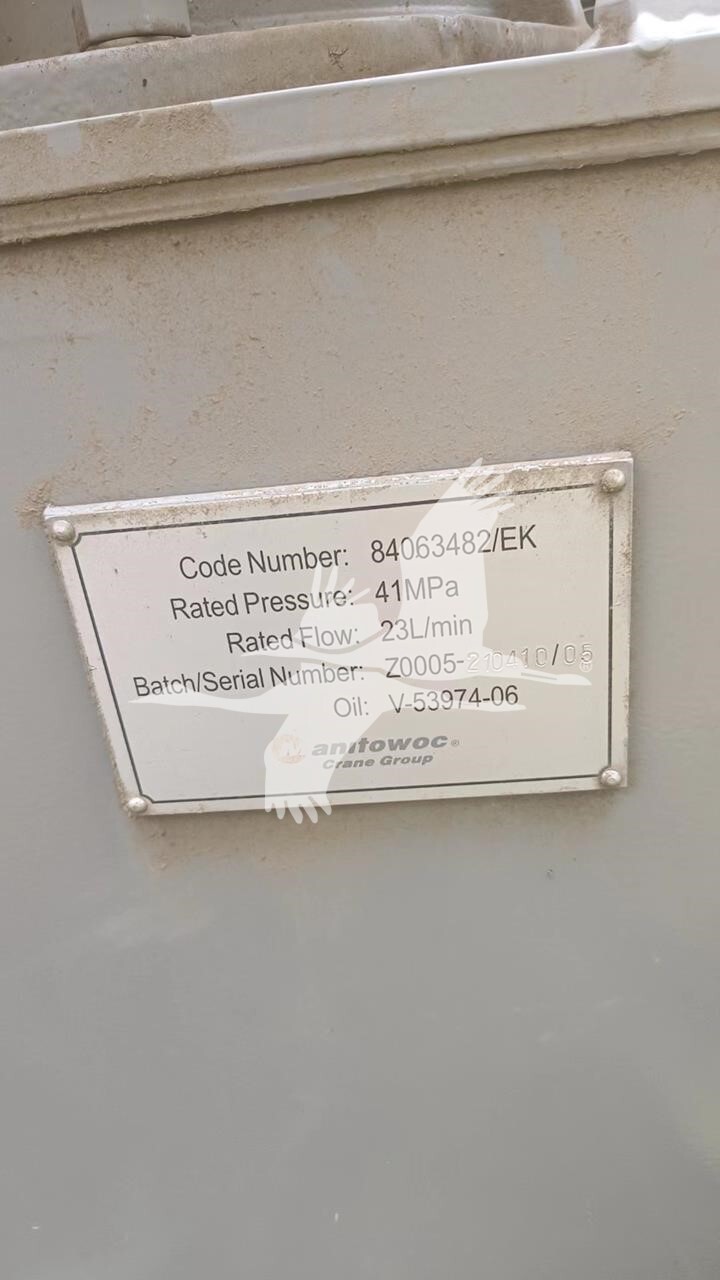 Code Number: 84063482/EK
Rated Pressure: 41MPa
Rated Flow: 23L/min
Batch/Serial Number: Z0005-210410/05
Oil: V-53974-06
Manitowoc®
Crane Group